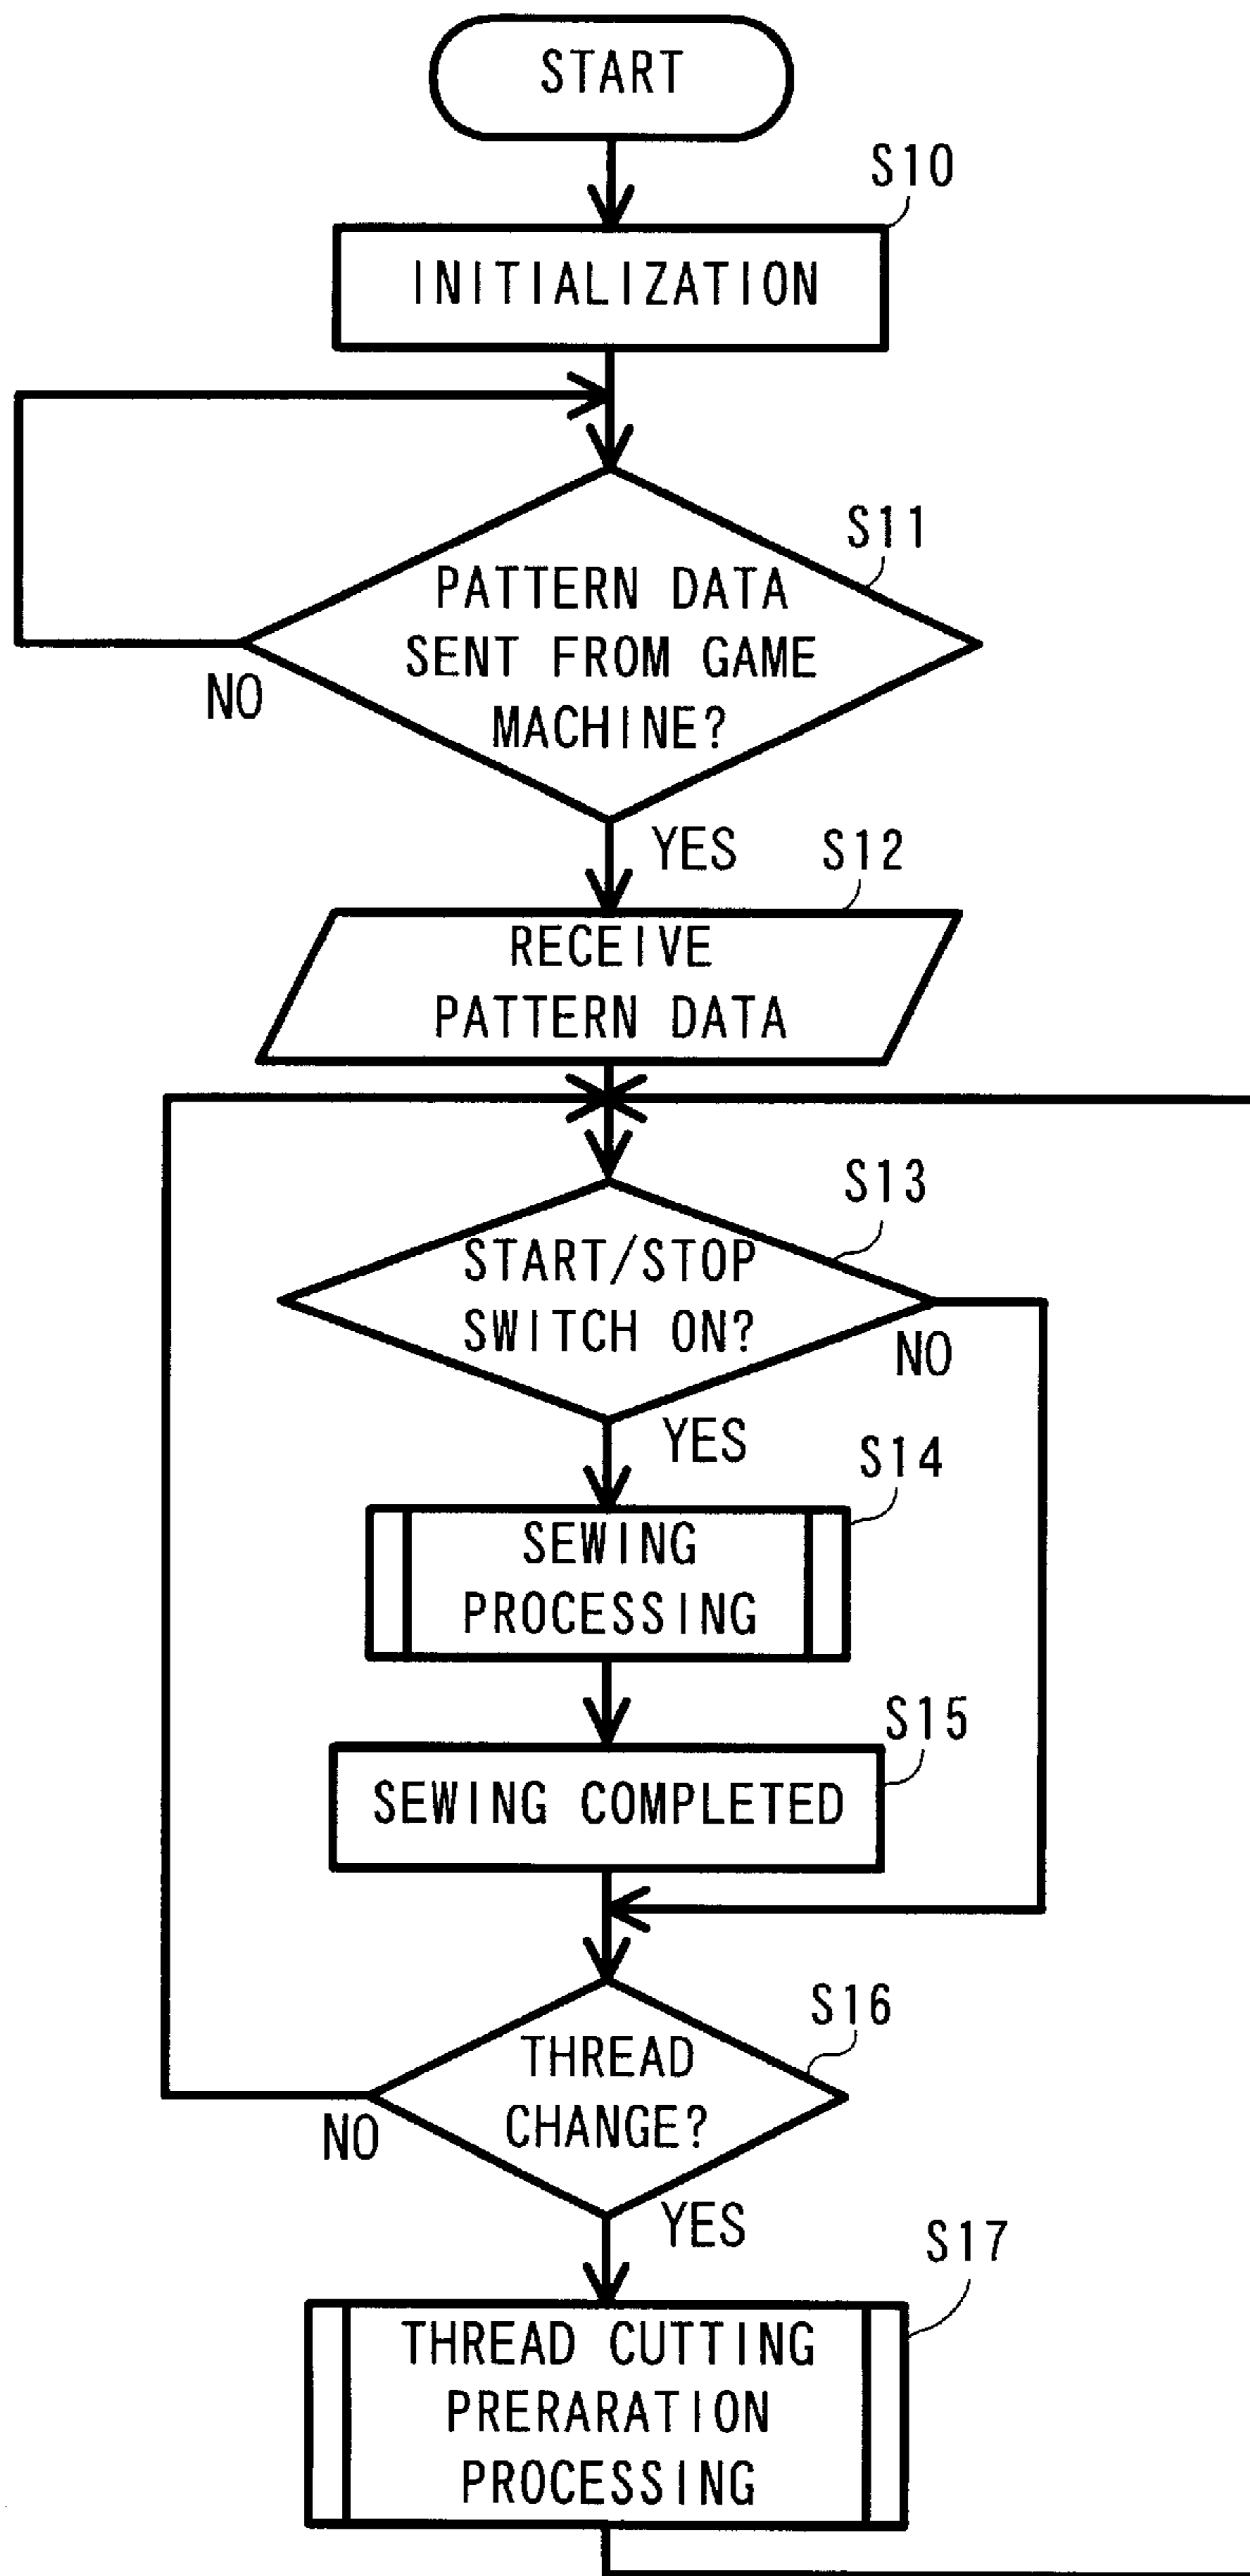 START
S10
INITIALIZATION
S11
PATTERN DATA
SENT FROM GAME
MACHINE?
NO
YES
S12
RECEIVE
PATTERN DATA
S13
START/STOP
SWITCH ON?
NO
YES
S14
SEWING
PROCESSING
S15
SEWING COMPLETED
S16
THREAD
CHANGE?
NO
YES
S17
THREAD CUTTING
PRERARATION
PROCESSING